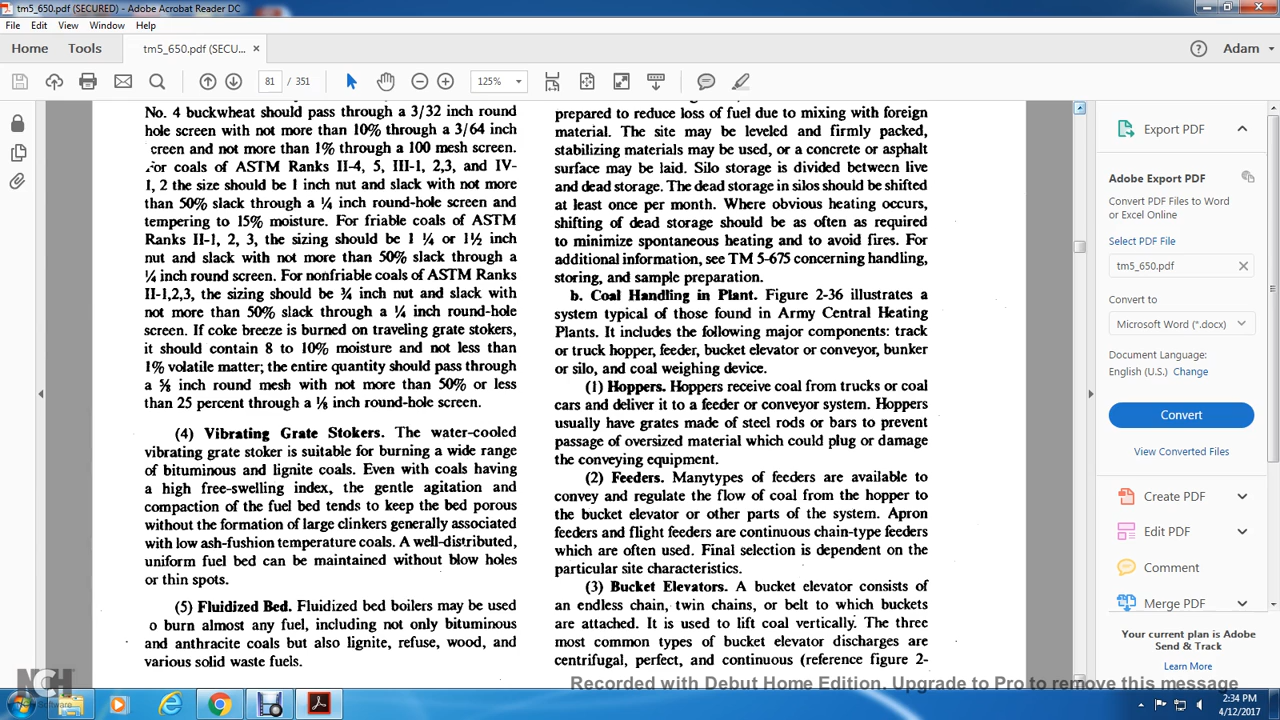 tm5_650.pdf (SECURED) - Adobe Acrobat Reader DC
File Edit View Window Help
Home Tools tm5_650.pdf (SECU... × Adam
81 / 351 125%
No. 4 buckwheat should pass through a 3/32 inch round
hole screen with not more than 10% through a 3/64 inch
creen and not more than 1% through a 100 mesh screen.
For coals of ASTM Ranks II-4, 5, III-1, 2,3, and IV-
1, 2 the size should be 1 inch nut and slack with not more
than 50% slack through a ¼ inch round-hole screen and
tempering to 15% moisture. For friable coals of ASTM
Ranks II-1, 2, 3, the sizing should be 1 ¼ or 1½ inch
nut and slack with not more than 50% slack through a
¼ inch round screen. For nonfriable coals of ASTM Ranks
II-1,2,3, the sizing should be ¾ inch nut and slack with
not more than 50% slack through a ¼ inch round-hole
screen. If coke breeze is burned on traveling grate stokers,
it should contain 8 to 10% moisture and not less than
1% volatile matter; the entire quantity should pass through
a ⅜ inch round mesh with not more than 50% or less
than 25 percent through a ⅛ inch round-hole screen.
(4) Vibrating Grate Stokers. The water-cooled
vibrating grate stoker is suitable for burning a wide range
of bituminous and lignite coals. Even with coals having
a high free-swelling index, the gentle agitation and
compaction of the fuel bed tends to keep the bed porous
without the formation of large clinkers generally associated
with low ash-fushion temperature coals. A well-distributed,
uniform fuel bed can be maintained without blow holes
or thin spots.
(5) Fluidized Bed. Fluidized bed boilers may be used
o burn almost any fuel, including not only bituminous
and anthracite coals but also lignite, refuse, wood, and
various solid waste fuels.
prepared to reduce loss of fuel due to mixing with foreign
material. The site may be leveled and firmly packed,
stabilizing materials may be used, or a concrete or asphalt
surface may be laid. Silo storage is divided between live
and dead storage. The dead storage in silos should be shifted
at least once per month. Where obvious heating occurs,
shifting of dead storage should be as often as required
to minimize spontaneous heating and to avoid fires. For
additional information, see TM 5-675 concerning handling,
storing, and sample preparation.
b. Coal Handling in Plant. Figure 2-36 illustrates a
system typical of those found in Army Central Heating
Plants. It includes the following major components: track
or truck hopper, feeder, bucket elevator or conveyor, bunker
or silo, and coal weighing device.
(1) Hoppers. Hoppers receive coal from trucks or coal
cars and deliver it to a feeder or conveyor system. Hoppers
usually have grates made of steel rods or bars to prevent
passage of oversized material which could plug or damage
the conveying equipment.
(2) Feeders. Manytypes of feeders are available to
convey and regulate the flow of coal from the hopper to
the bucket elevator or other parts of the system. Apron
feeders and flight feeders are continuous chain-type feeders
which are often used. Final selection is dependent on the
particular site characteristics.
(3) Bucket Elevators. A bucket elevator consists of
an endless chain, twin chains, or belt to which buckets
are attached. It is used to lift coal vertically. The three
most common types of bucket elevator discharges are
centrifugal, perfect, and continuous (reference figure 2-
Export PDF
Adobe Export PDF
Convert PDF Files to Word
or Excel Online
Select PDF File
tm5_650.pdf
Convert to
Microsoft Word (*.docx)
Document Language:
English (U.S.) Change
Convert
View Converted Files
Create PDF
Edit PDF
Comment
Merge PDF
Your current plan is Adobe
Send & Track
Learn More
NCH Software
Recorded with Debut Home Edition. Upgrade to Pro to remove this message
2:34 PM
4/12/2017